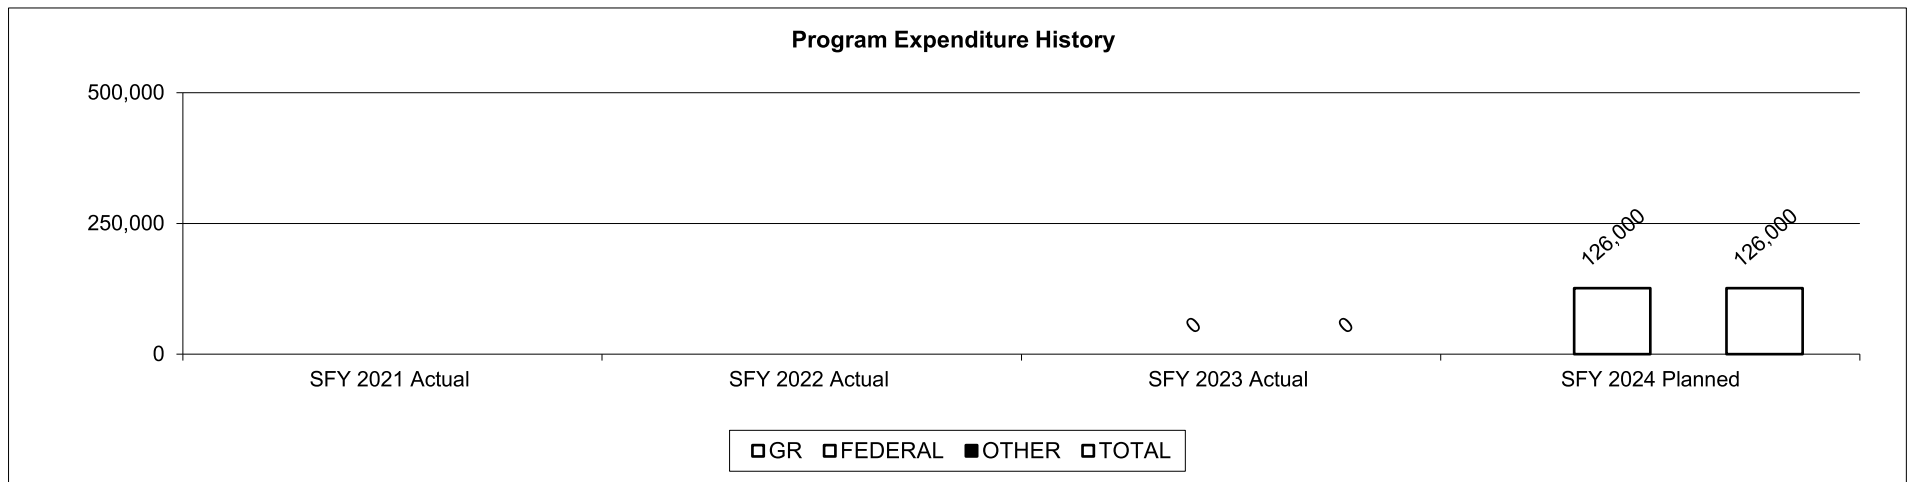 Program Expenditure History
500,000
250,000
0
0
0
126,000
126,000
SFY 2021 Actual
SFY 2022 Actual
SFY 2023 Actual
SFY 2024 Planned
GR FEDERAL OTHER TOTAL